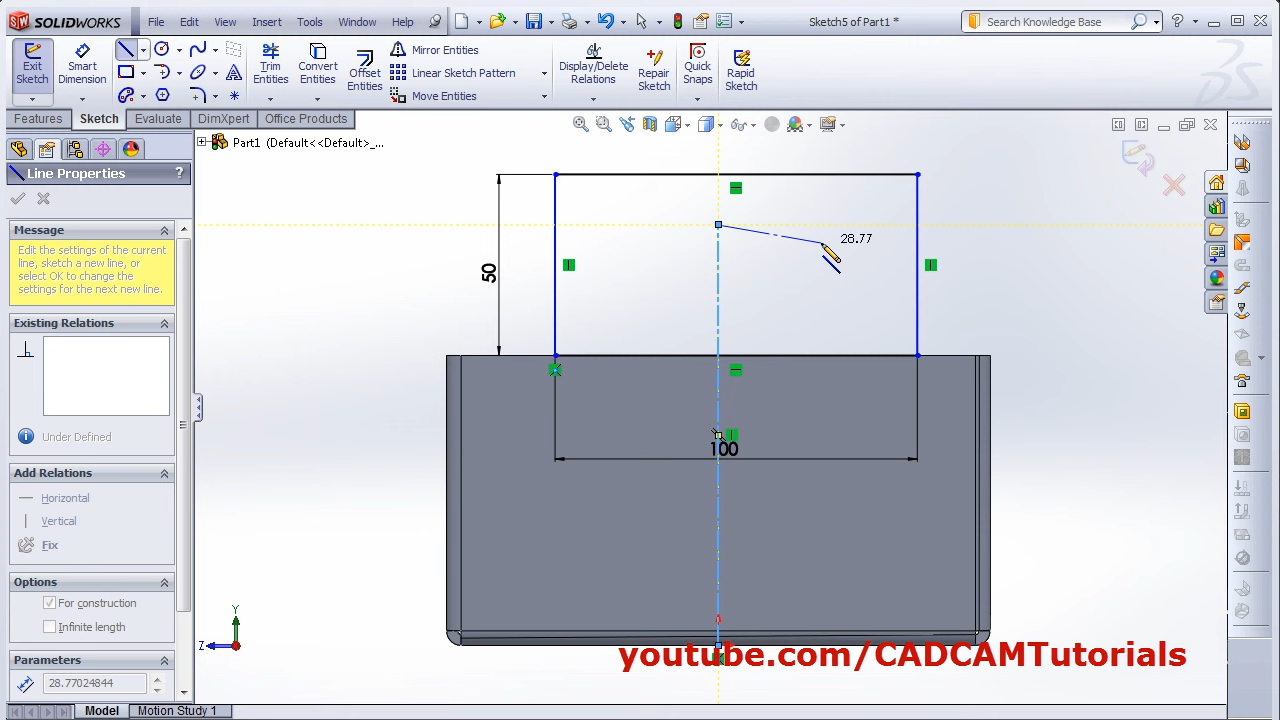 SOLIDWORKS File Edit View Insert Tools Window Help Sketch5 of Part1 * Search Knowledge Base ?
Exit Sketch
Smart Dimension
Trim Entities
Convert Entities
Offset Entities
Mirror Entities
Linear Sketch Pattern
Move Entities
Display/Delete Relations
Repair Sketch
Quick Snaps
Rapid Sketch
Features Sketch Evaluate DimXpert Office Products
Part1 (Default<<Default>_...
Line Properties ?
Message
Edit the settings of the current line, sketch a new line, or select OK to change the settings for the next new line.
Existing Relations
Under Defined
Add Relations
Horizontal
Vertical
Fix
Options
For construction
Infinite length
Parameters
28.77024844
28.77
50
100
Y
Z
youtube.com/CADCAMTutorials
Model Motion Study 1